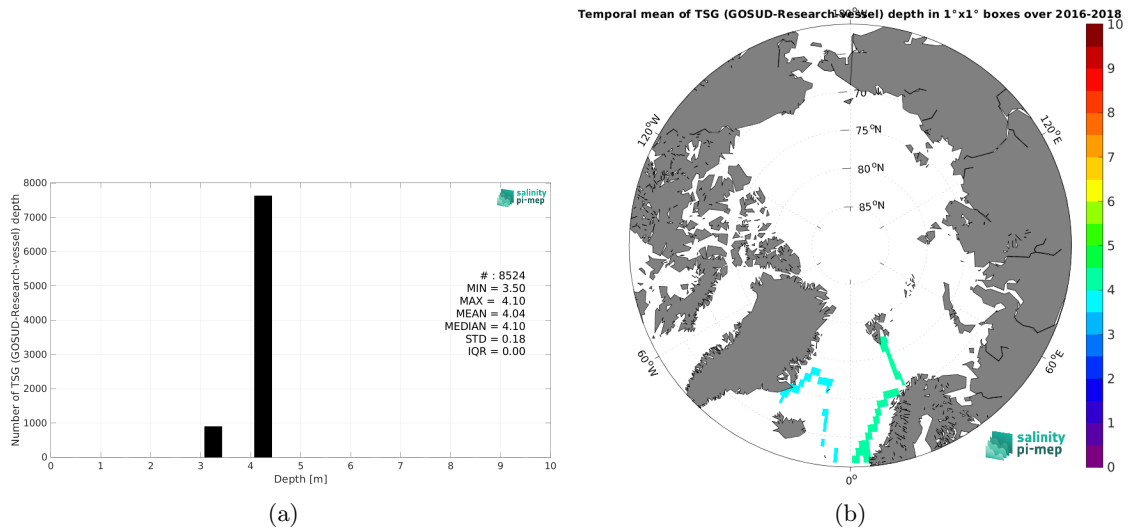 Temporal mean of TSG (GOSUD-Research-vessel) depth in 1°x1° boxes over 2016-2018
8000
7000
6000
5000
4000
3000
2000
1000
0
Number of TSG (GOSUD-Research-vessel) depth
salinity
pi-mep
# : 8524
MIN = 3.50
MAX = 4.10
MEAN = 4.04
MEDIAN = 4.10
STD = 0.18
IQR = 0.00
0 1 2 3 4 5 6 7 8 9 10
Depth [m]
(a)
180°W
120°W
120°E
60°W
60°E
0°
70
75°N
80°N
85°N
10
9
8
7
6
5
4
3
2
1
0
salinity
pi-mep
(b)